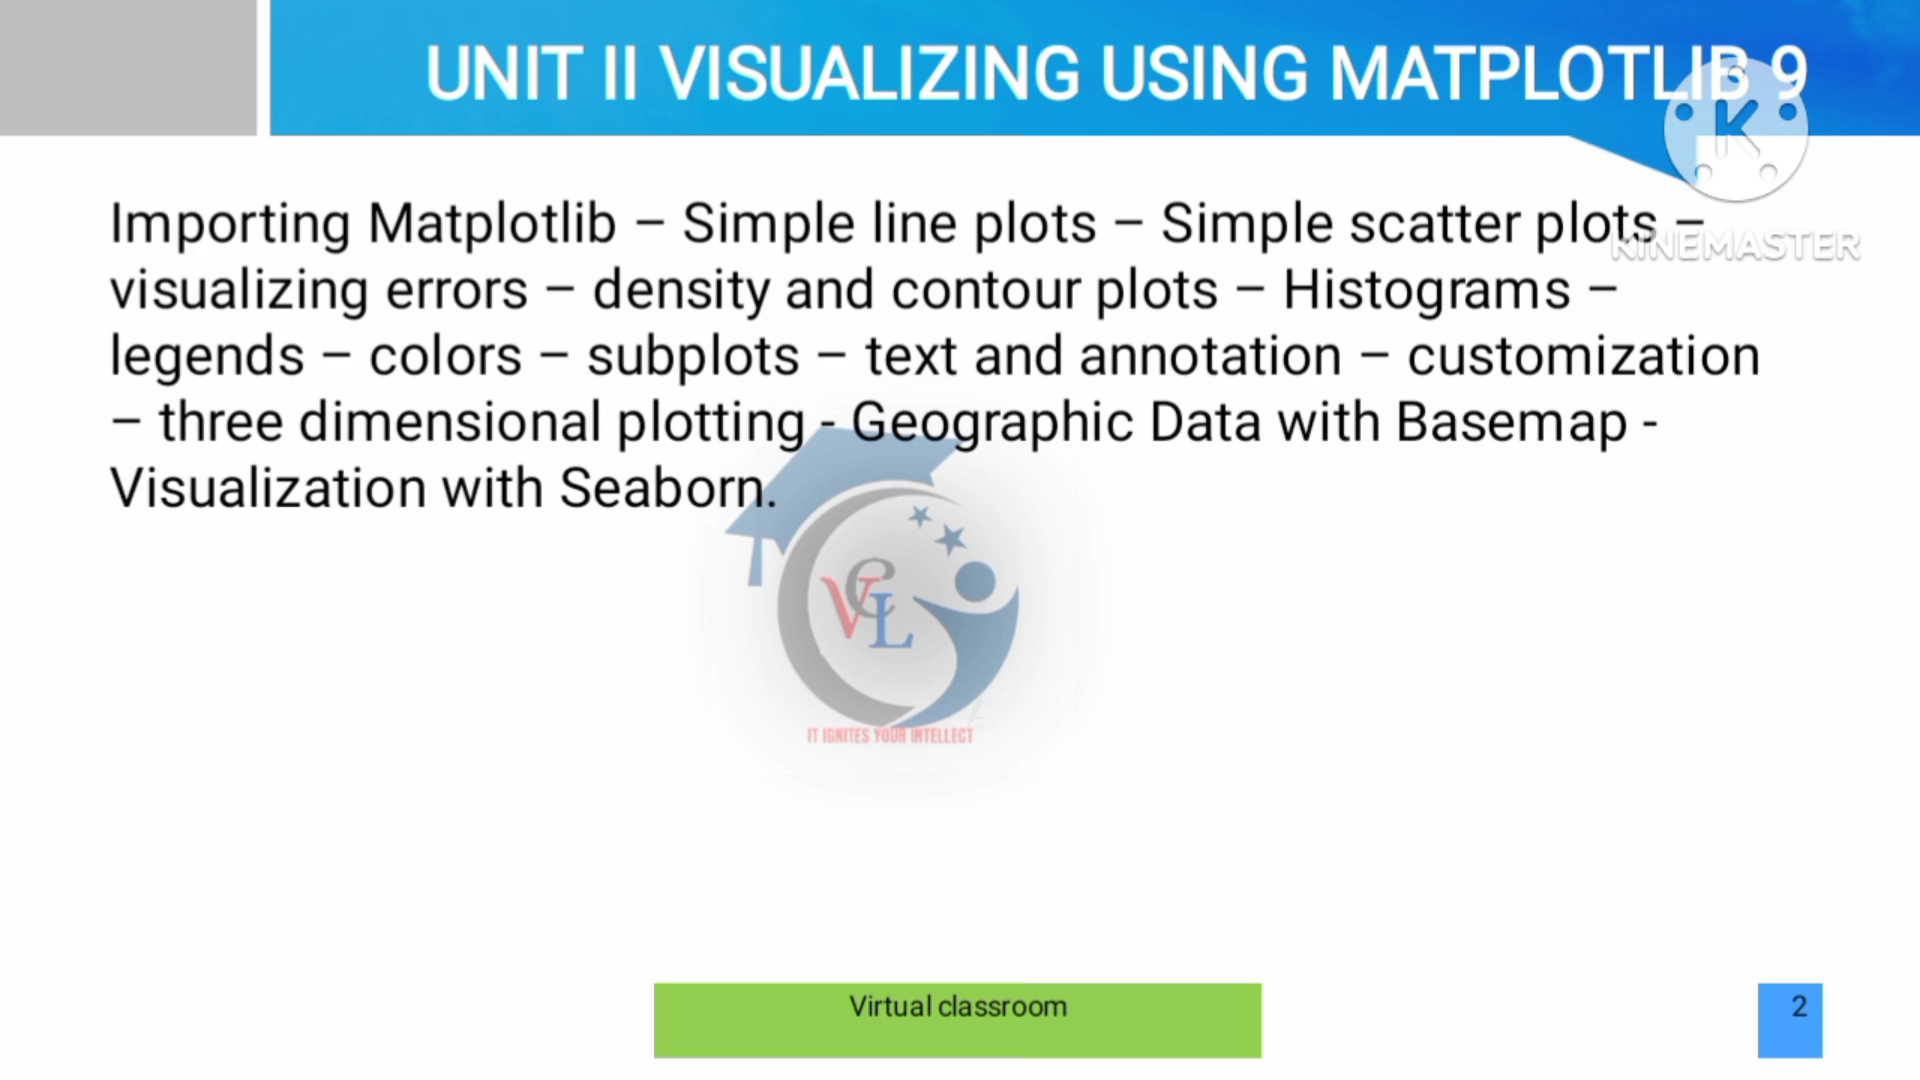 UNIT II VISUALIZING USING MATPLOTLIB 9
KINEMASTER
Importing Matplotlib – Simple line plots – Simple scatter plots –
visualizing errors – density and contour plots – Histograms –
legends – colors – subplots – text and annotation – customization
– three dimensional plotting - Geographic Data with Basemap -
Visualization with Seaborn.
VCL
IT IGNITES YOUR INTELLECT
Virtual classroom
2